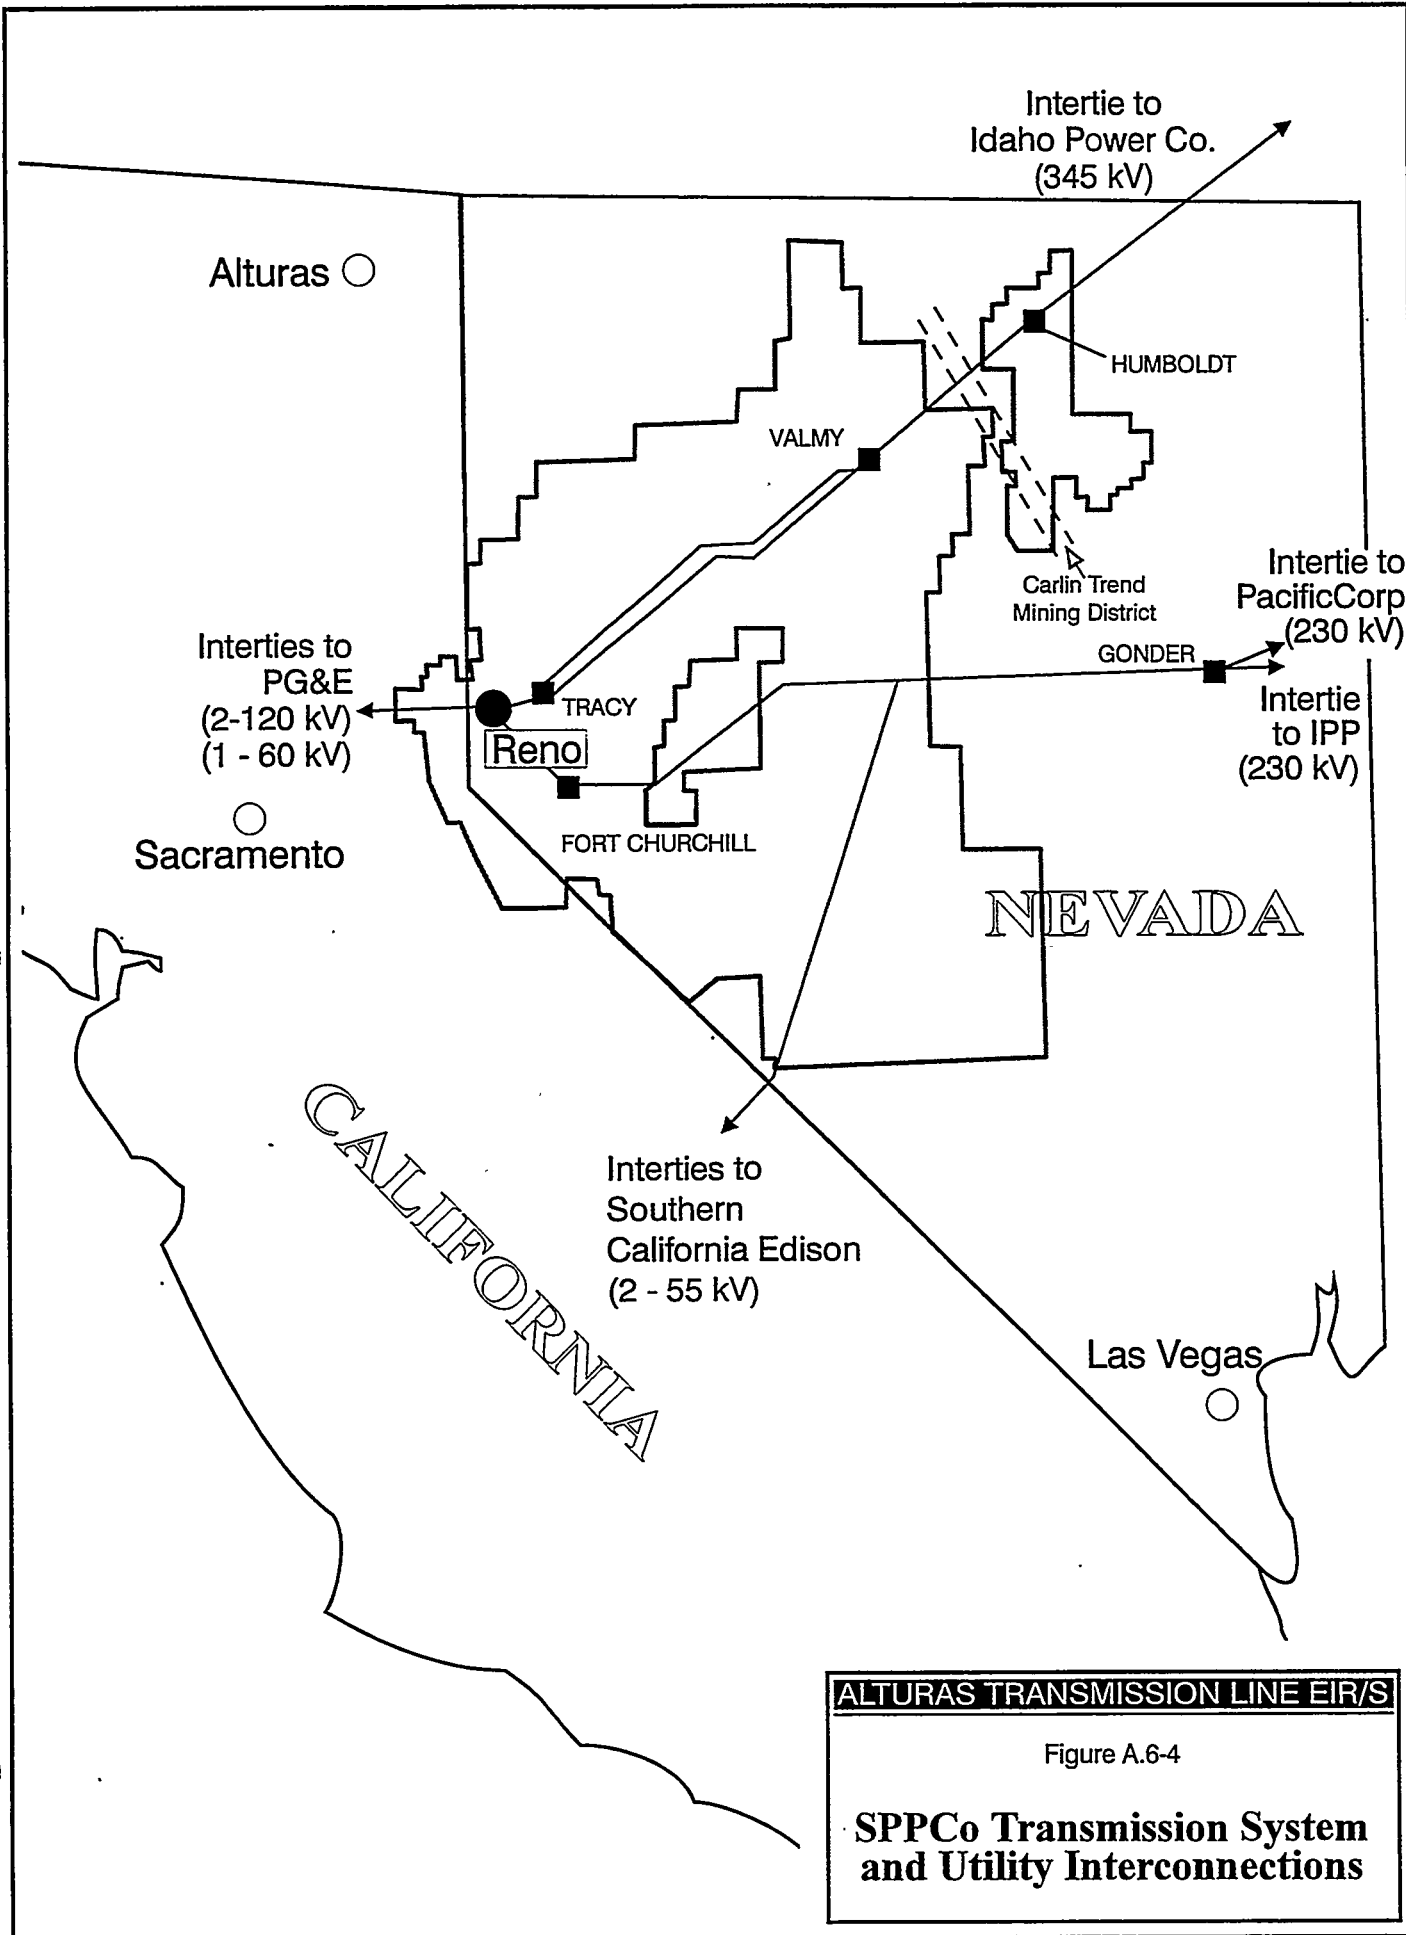 Intertie to
Idaho Power Co.
(345 kV)
Alturas
HUMBOLDT
VALMY
Carlin Trend
Mining District
Intertie to
PacificCorp
(230 kV)
GONDER
Intertie
to IPP
(230 kV)
Interties to
PG&E
(2-120 kV)
(1 - 60 kV)
TRACY
Reno
Sacramento
FORT CHURCHILL
NEVADA
CALIFORNIA
Interties to
Southern
California Edison
(2 - 55 kV)
Las Vegas
ALTURAS TRANSMISSION LINE EIR/S
Figure A.6-4
SPPCo Transmission System
and Utility Interconnections